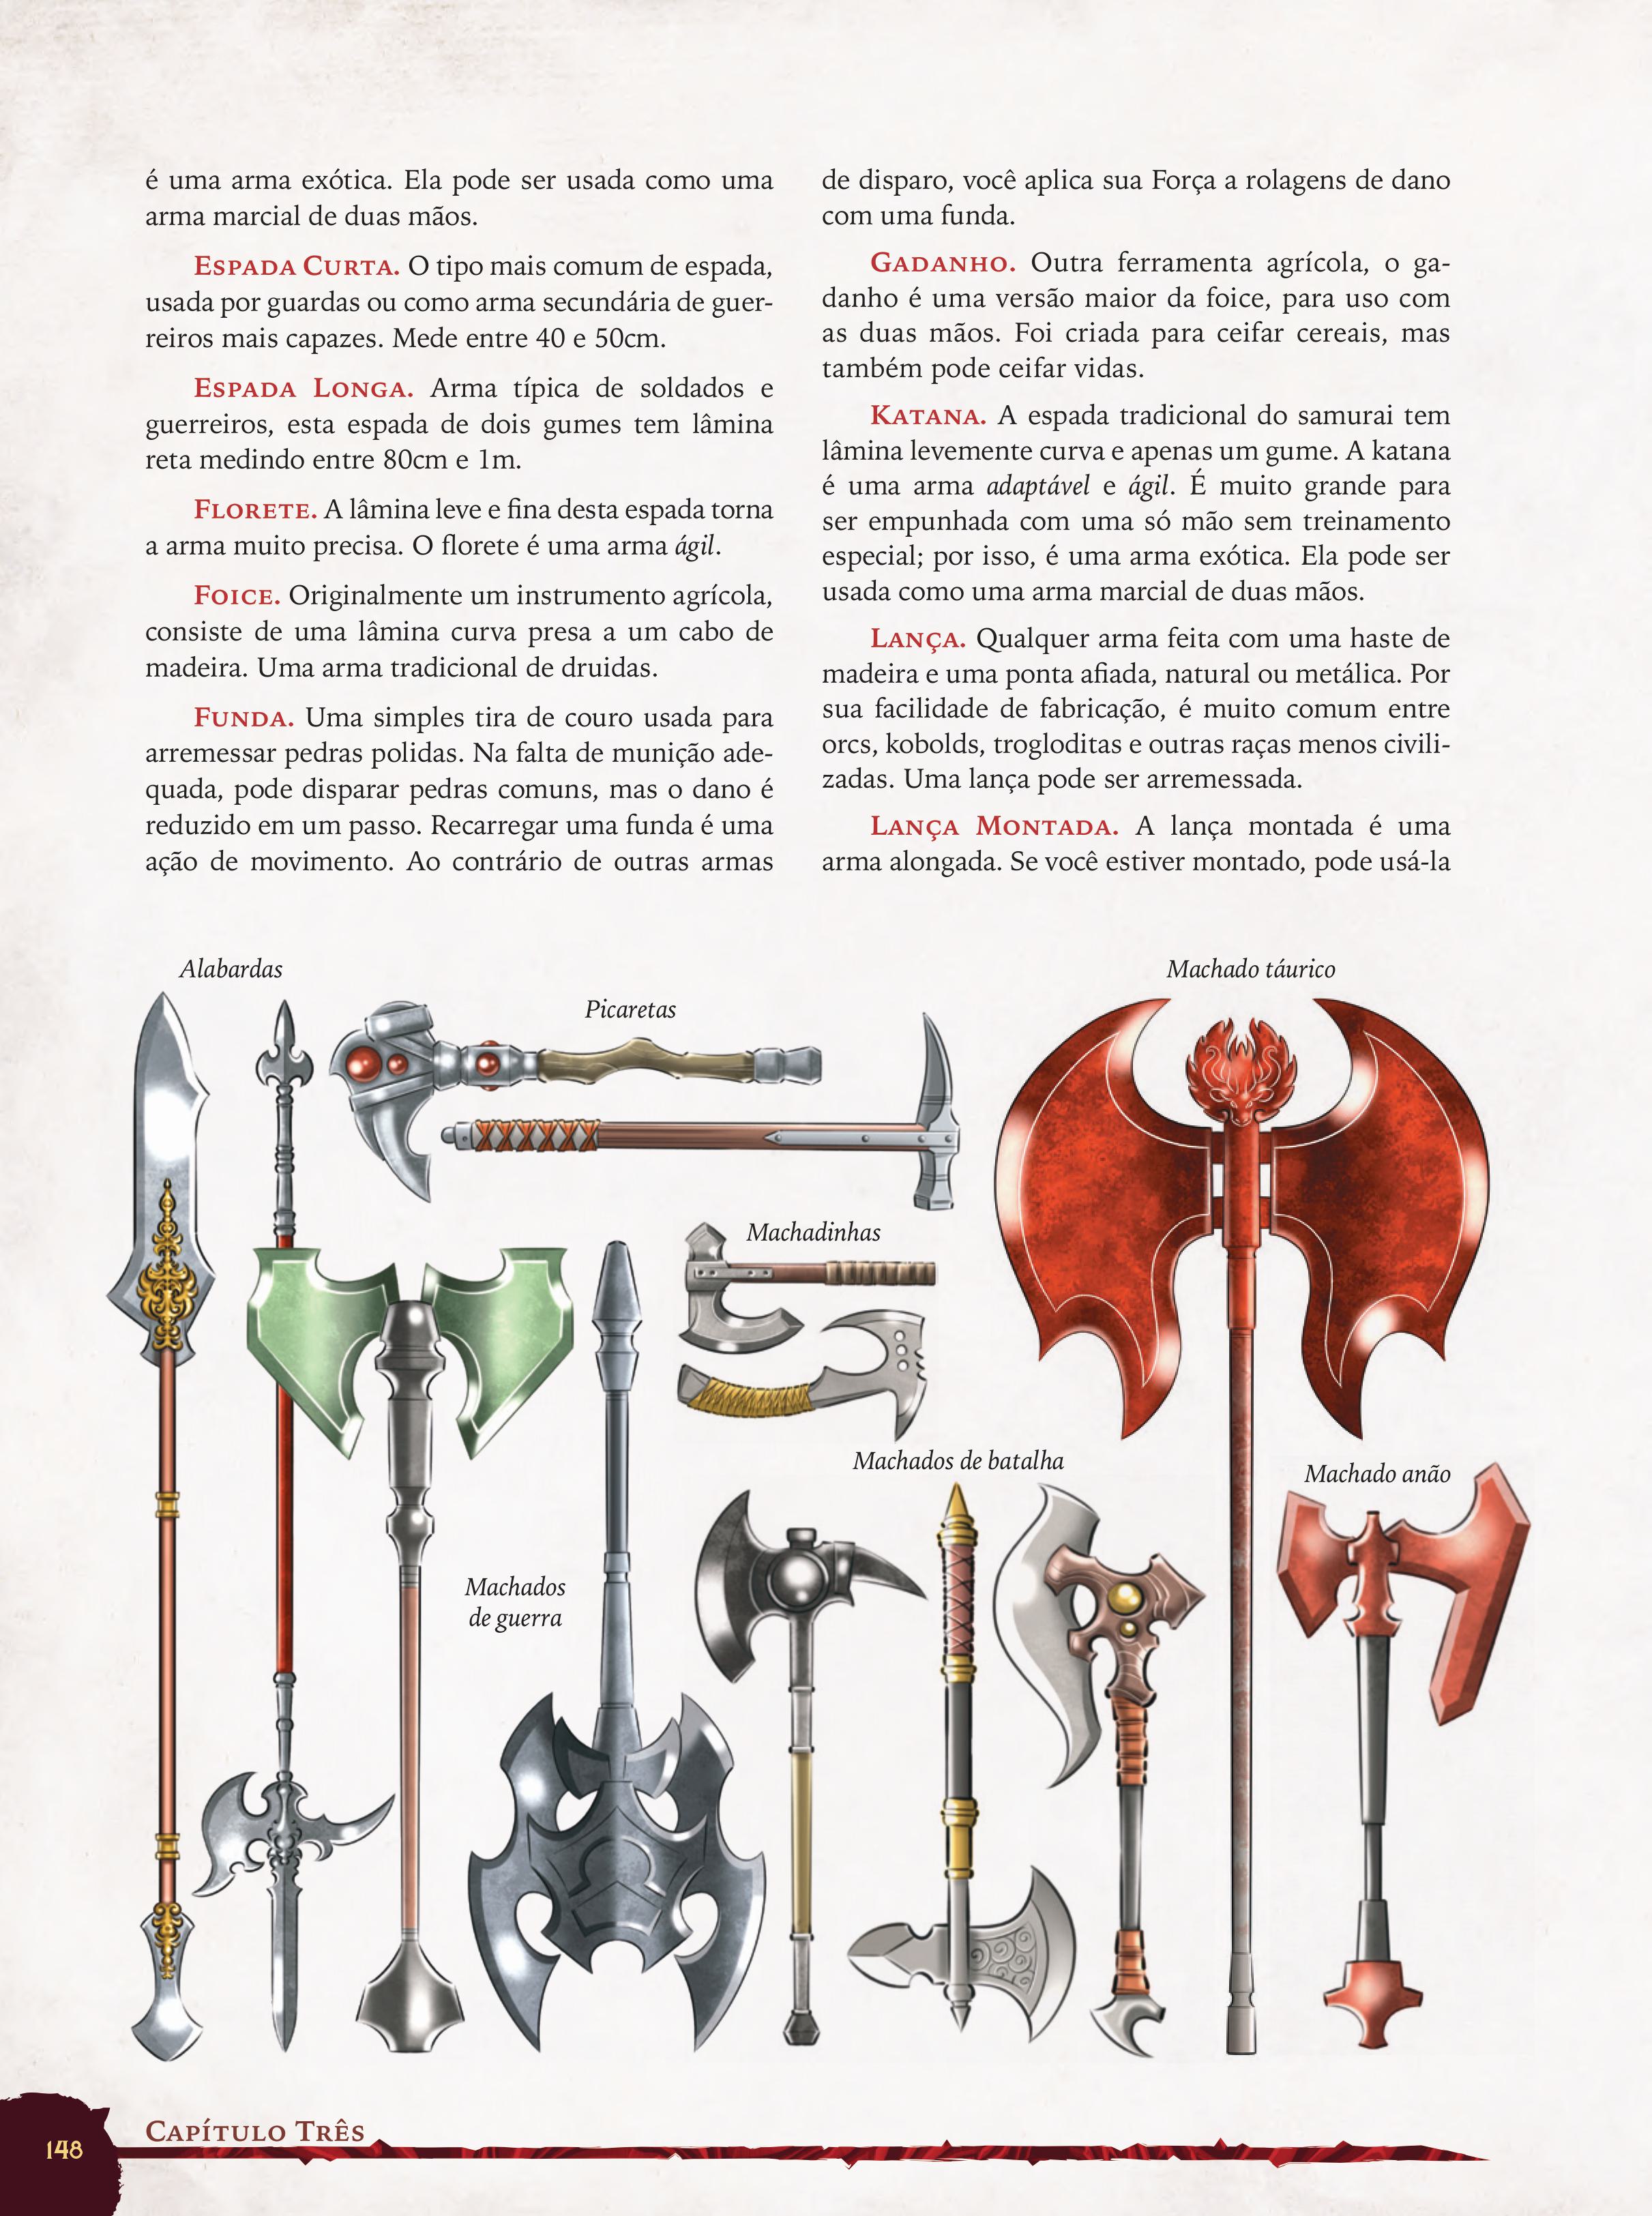 é uma arma exótica. Ela pode ser usada como uma
arma marcial de duas mãos.
Espada Curta. O tipo mais comum de espada,
usada por guardas ou como arma secundária de guer-
reiros mais capazes. Mede entre 40 e 50cm.
Espada Longa. Arma típica de soldados e
guerreiros, esta espada de dois gumes tem lâmina
reta medindo entre 80cm e 1m.
Florete. A lâmina leve e fina desta espada torna
a arma muito precisa. O florete é uma arma ágil.
Foice. Originalmente um instrumento agrícola,
consiste de uma lâmina curva presa a um cabo de
madeira. Uma arma tradicional de druidas.
Funda. Uma simples tira de couro usada para
arremessar pedras polidas. Na falta de munição ade-
quada, pode disparar pedras comuns, mas o dano é
reduzido em um passo. Recarregar uma funda é uma
ação de movimento. Ao contrário de outras armas
de disparo, você aplica sua Força a rolagens de dano
com uma funda.
Gadanho. Outra ferramenta agrícola, o ga-
danho é uma versão maior da foice, para uso com
as duas mãos. Foi criada para ceifar cereais, mas
também pode ceifar vidas.
Katana. A espada tradicional do samurai tem
lâmina levemente curva e apenas um gume. A katana
é uma arma adaptável e ágil. É muito grande para
ser empunhada com uma só mão sem treinamento
especial; por isso, é uma arma exótica. Ela pode ser
usada como uma arma marcial de duas mãos.
Lança. Qualquer arma feita com uma haste de
madeira e uma ponta afiada, natural ou metálica. Por
sua facilidade de fabricação, é muito comum entre
orcs, kobolds, trogloditas e outras raças menos civili-
zadas. Uma lança pode ser arremessada.
Lança Montada. A lança montada é uma
arma alongada. Se você estiver montado, pode usá-la
Alabardas
Picaretas
Machado táurico
Machadinhas
Machados de batalha
Machado anão
Machados
de guerra
Capítulo Três
148